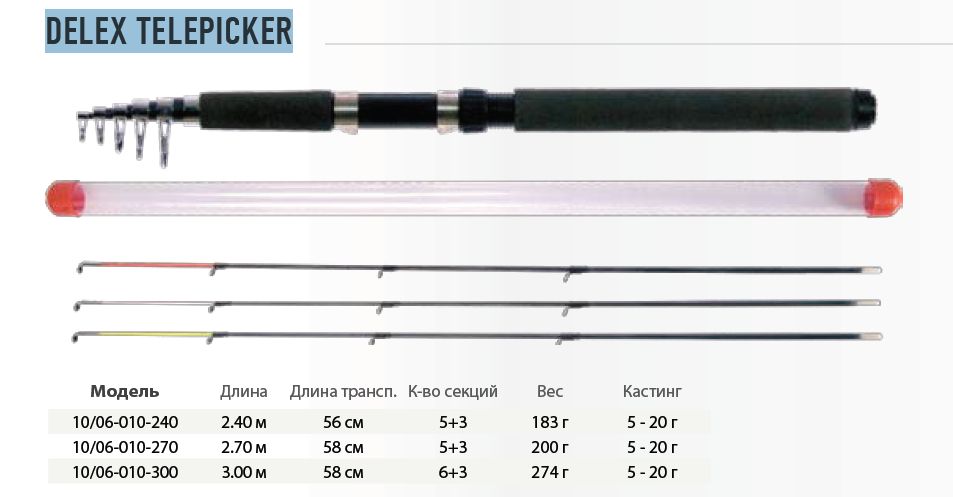 DELEX TELEPICKER
Модель Длина Длина трансп. К-во секций Вес Кастинг
10/06-010-240 2.40 м 56 см 5+3 183 г 5 - 20 г
10/06-010-270 2.70 м 58 см 5+3 200 г 5 - 20 г
10/06-010-300 3.00 м 58 см 6+3 274 г 5 - 20 г